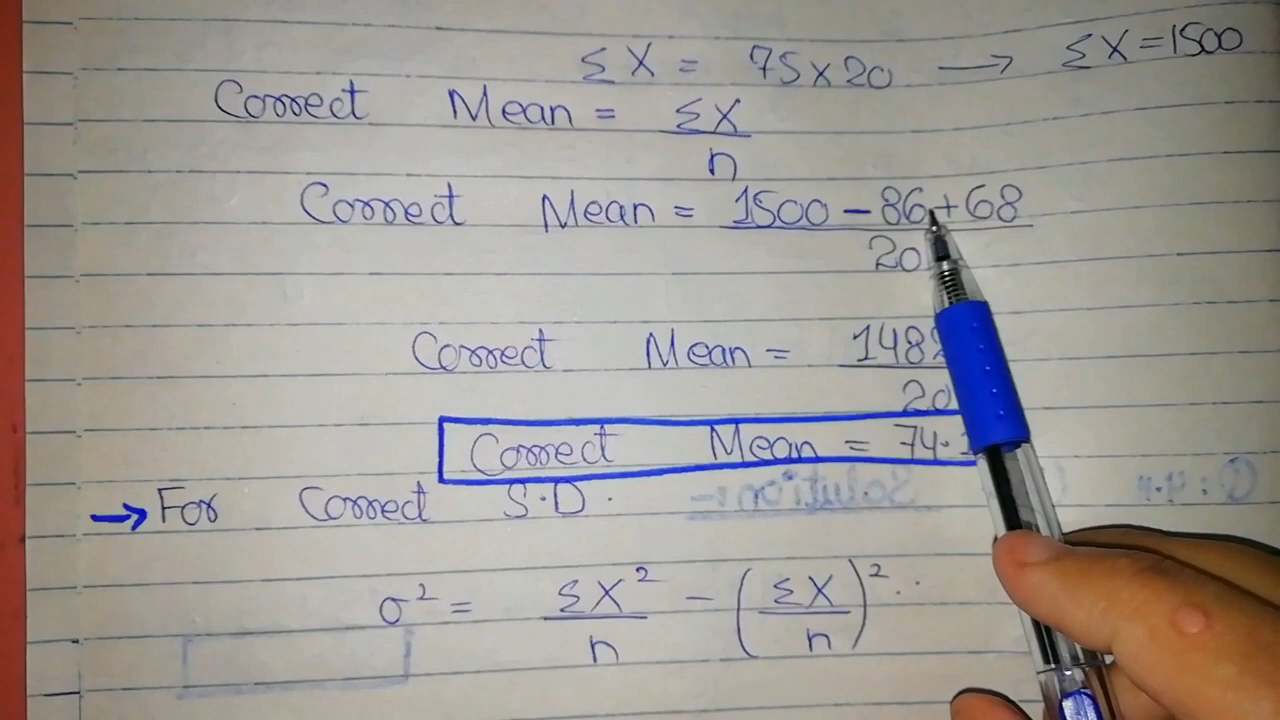 ΣX = 75×20 → ΣX=1500
Correct Mean = ΣX
n
Correct Mean = 1500 - 86 + 68
20
Correct Mean = 148
20
Correct Mean = 74.
→ For Correct S.D.
σ² = ΣX²/n - (ΣX/n)².
Solution:-